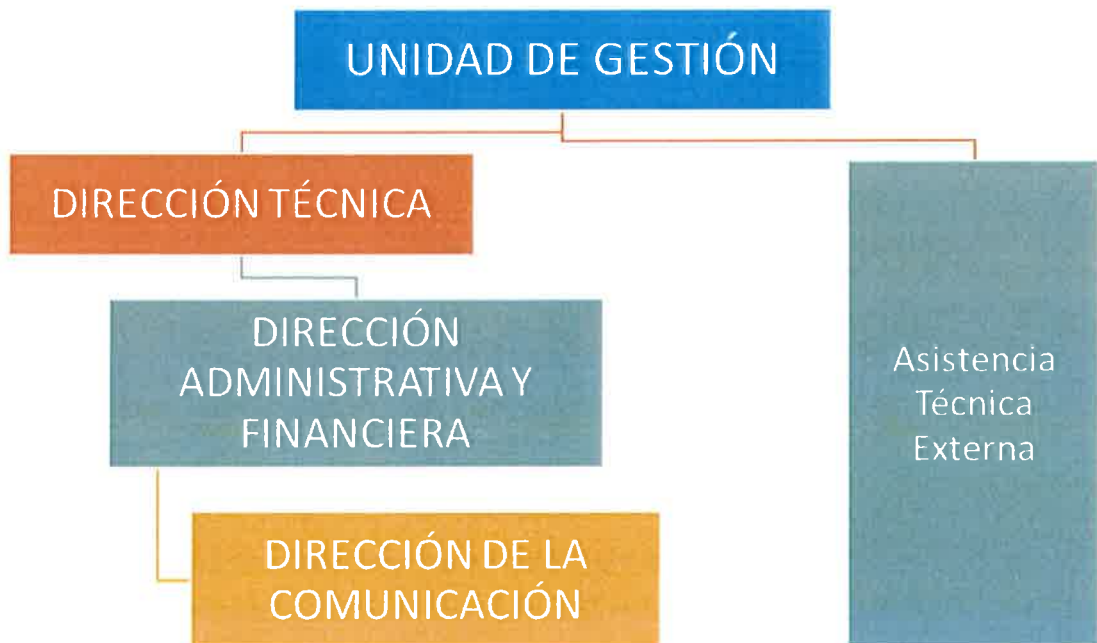 UNIDAD DE GESTIÓN
DIRECCIÓN TÉCNICA
DIRECCIÓN
ADMINISTRATIVA Y
FINANCIERA
DIRECCIÓN DE LA
COMUNICACIÓN
Asistencia
Técnica
Externa